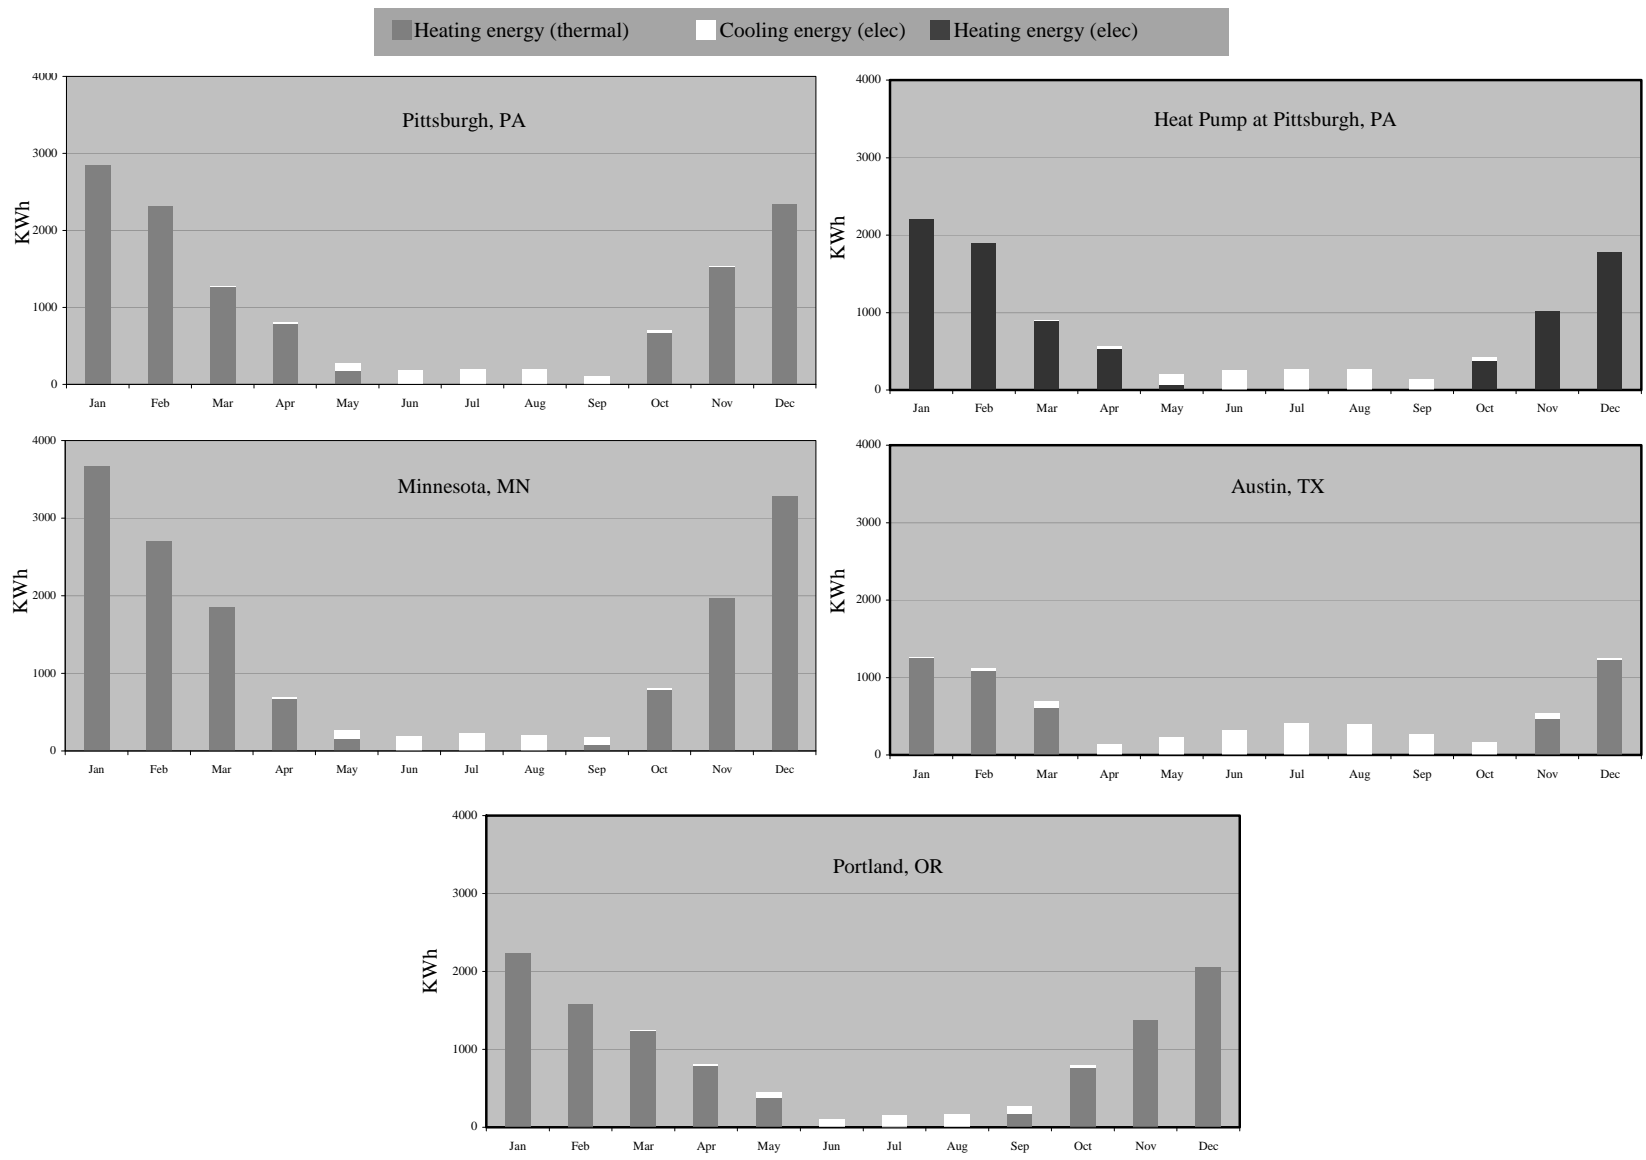 Heating energy (thermal) Cooling energy (elec) Heating energy (elec)
Pittsburgh, PA
KWh
4000
3000
2000
1000
0
Jan Feb Mar Apr May Jun Jul Aug Sep Oct Nov Dec
Heat Pump at Pittsburgh, PA
KWh
4000
3000
2000
1000
0
Jan Feb Mar Apr May Jun Jul Aug Sep Oct Nov Dec
Minnesota, MN
KWh
4000
3000
2000
1000
0
Jan Feb Mar Apr May Jun Jul Aug Sep Oct Nov Dec
Austin, TX
KWh
4000
3000
2000
1000
0
Jan Feb Mar Apr May Jun Jul Aug Sep Oct Nov Dec
Portland, OR
KWh
4000
3000
2000
1000
0
Jan Feb Mar Apr May Jun Jul Aug Sep Oct Nov Dec